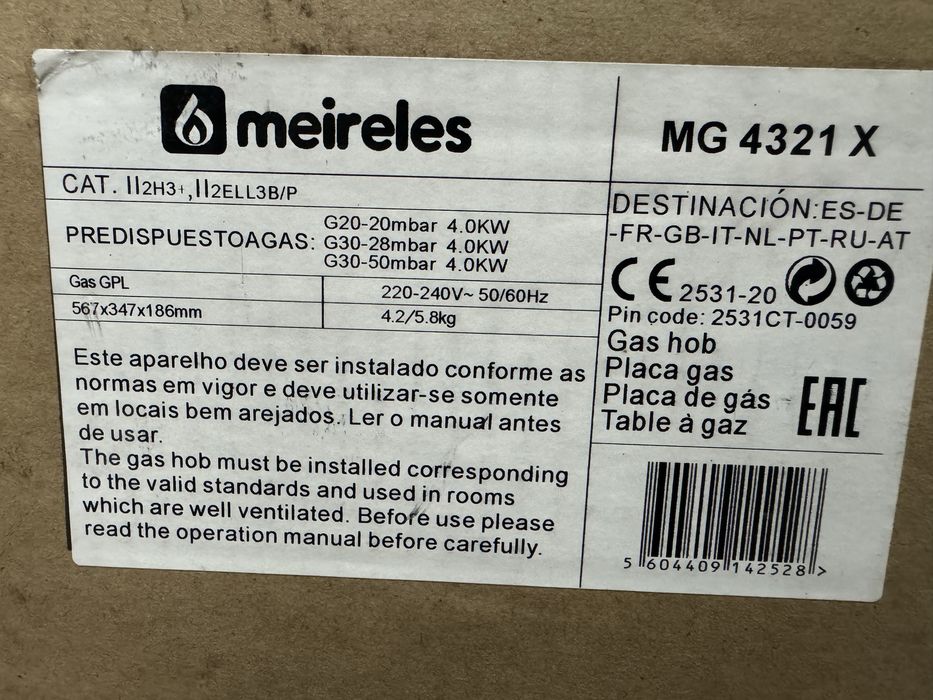 meireles
MG 4321 X
CAT. II2H3+,II2ELL3B/P
PREDISPUESTOAGAS:
G20-20mbar 4.0KW
G30-28mbar 4.0KW
G30-50mbar 4.0KW
Gas GPL
220-240V~ 50/60Hz
567x347x186mm
4.2/5.8kg
Este aparelho deve ser instalado conforme as
normas em vigor e deve utilizar-se somente
em locais bem arejados. Ler o manual antes
de usar.
The gas hob must be installed corresponding
to the valid standards and used in rooms
which are well ventilated. Before use please
read the operation manual before carefully.
DESTINACIÓN:ES-DE
-FR-GB-IT-NL-PT-RU-AT
CE 2531-20
Pin code: 2531CT-0059
Gas hob
Placa gas
Placa de gás
Table à gaz
EAC
5 604409 142528 >